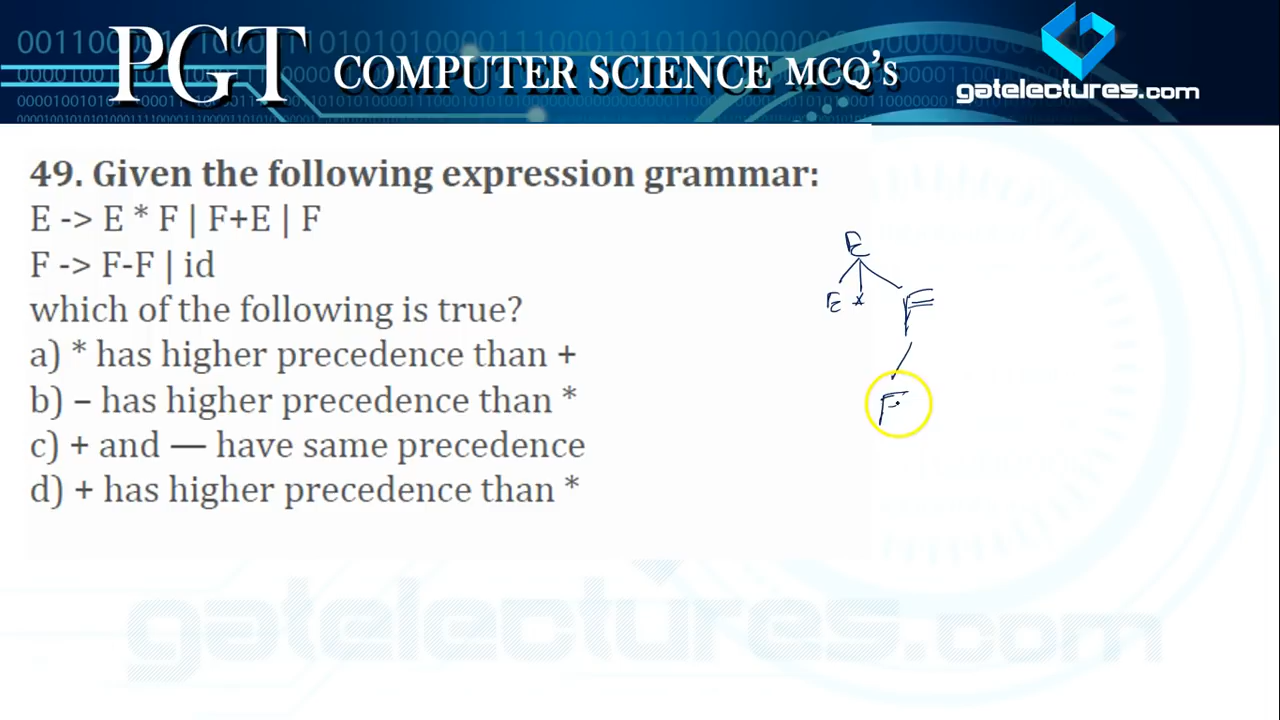 PGT COMPUTER SCIENCE MCQ's
gatelectures.com
49. Given the following expression grammar:
E -> E * F | F+E | F
F -> F-F | id
which of the following is true?
a) * has higher precedence than +
b) – has higher precedence than *
c) + and — have same precedence
d) + has higher precedence than *
E
E * F
F
gatelectures.com